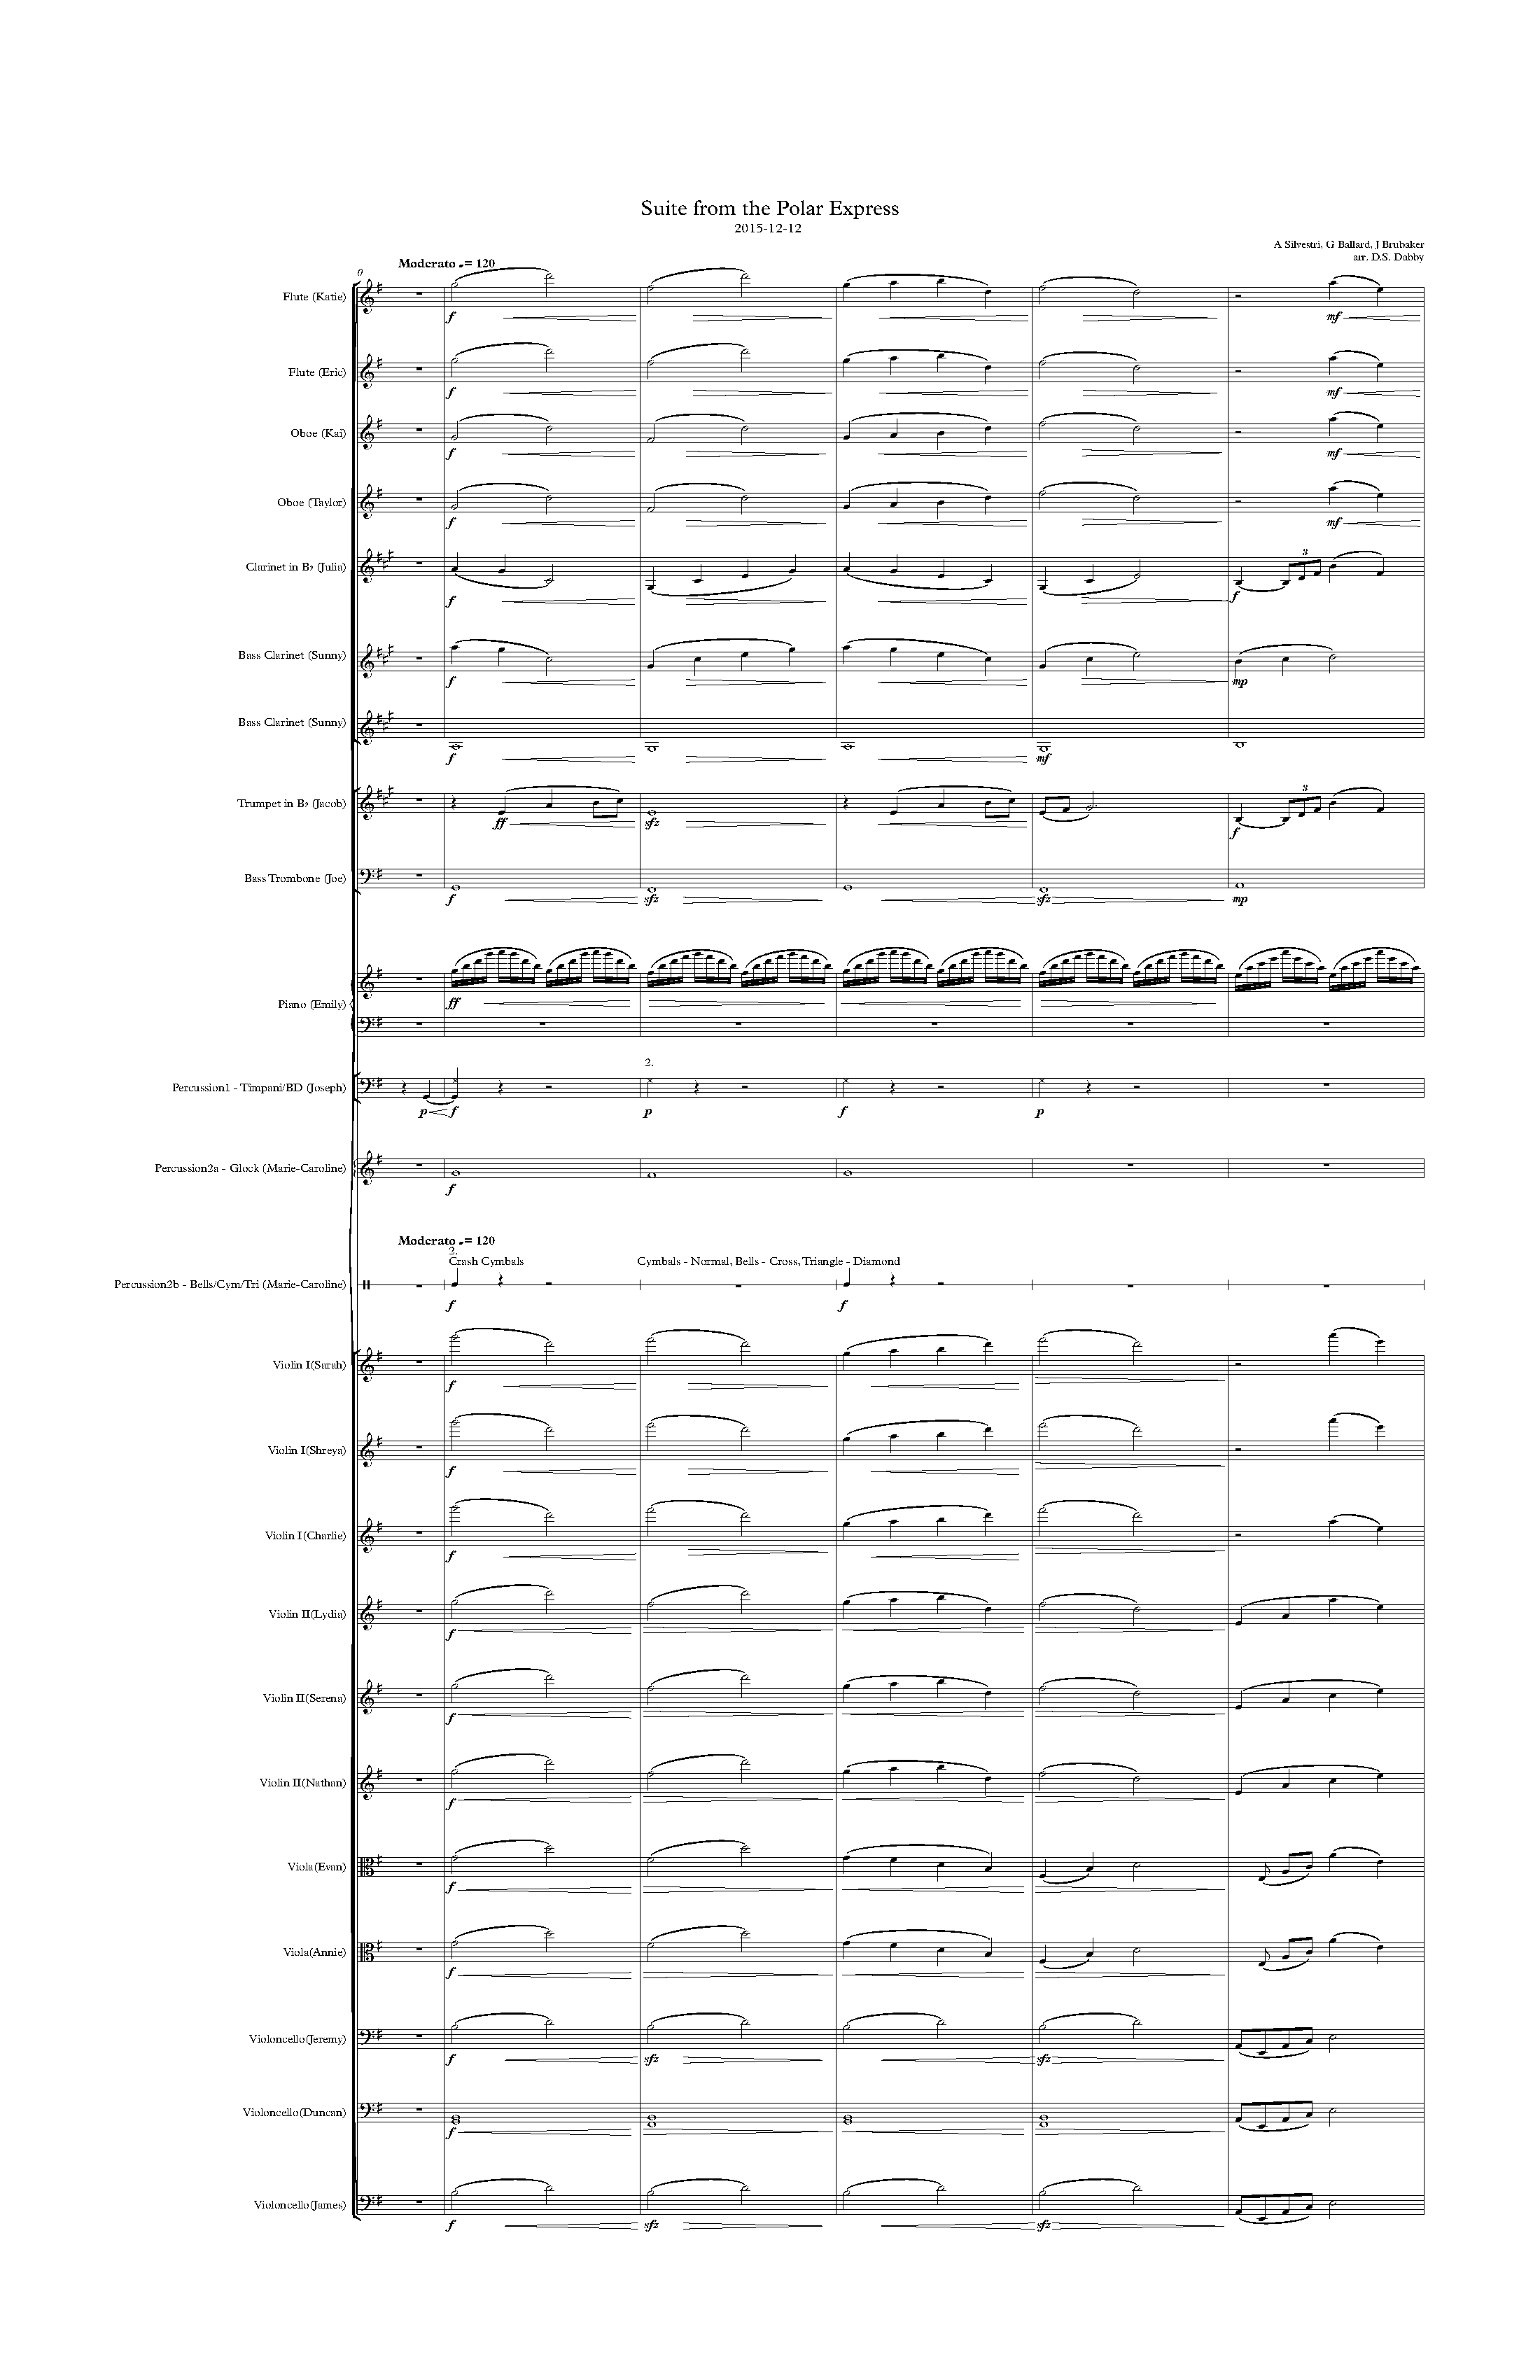 Suite from the Polar Express
2015-12-12
A Silvestri, G Ballard, J Brubaker
arr. D.S. Dabby
Moderato ♩= 120
0
Flute (Katie)
f
mf
Flute (Eric)
f
mf
Oboe (Kai)
f
mf
Oboe (Taylor)
f
mf
3
Clarinet in B♭ (Julia)
f
f
Bass Clarinet (Sunny)
f
mp
Bass Clarinet (Sunny)
f
mf
3
Trumpet in B♭ (Jacob)
ff
sfz
f
Bass Trombone (Joe)
f
sfz
sfz
mp
Piano (Emily)
ff
2.
Percussion1 - Timpani/BD (Joseph)
p
f
p
f
p
Percussion2a - Glock (Marie-Caroline)
f
Moderato ♩= 120
2.
Crash Cymbals
Cymbals - Normal, Bells - Cross, Triangle - Diamond
Percussion2b - Bells/Cym/Tri (Marie-Caroline)
f
f
Violin I(Sarah)
f
Violin I(Shreya)
f
Violin I(Charlie)
f
Violin II(Lydia)
f
Violin II(Serena)
f
Violin II(Nathan)
f
Viola(Evan)
f
Viola(Annie)
f
Violoncello(Jeremy)
f
sfz
sfz
Violoncello(Duncan)
f
Violoncello(James)
f
sfz
sfz